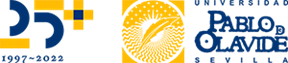 25+
1997~2022
UNIVERSIDAD
PABLO DE
OLAVIDE
SEVILLA